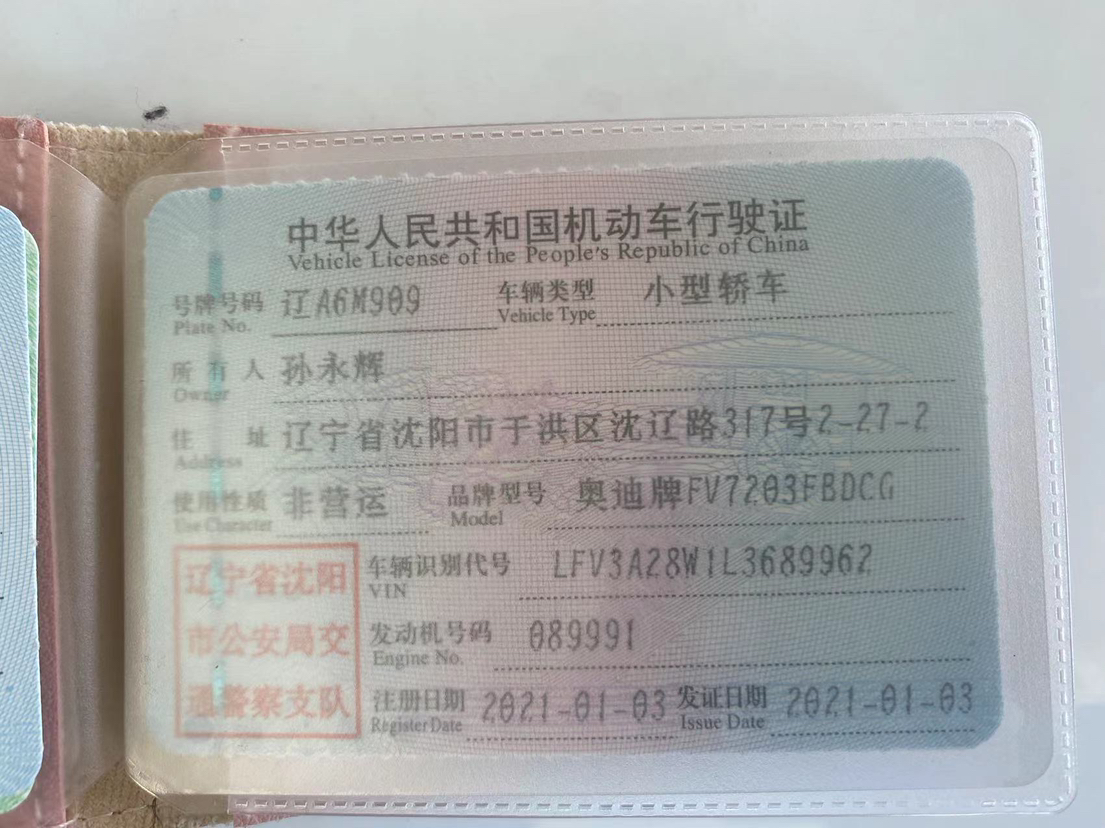 中华人民共和国机动车行驶证
Vehicle License of the People's Republic of China
号牌号码 辽A6M909 车辆类型 小型轿车
Plate No. Vehicle Type
所有人 孙永辉
Owner
住址 辽宁省沈阳市于洪区沈辽路317号2-27-2
Address
使用性质 非营运 品牌型号 奥迪牌FV7203FBDCG
Use Character Model
辽宁省沈阳 车辆识别代号 LFV3A28W1L3689962
VIN
市公安局交 发动机号码 089991
Engine No.
通警察支队 注册日期 2021-01-03 发证日期 2021-01-03
Register Date Issue Date